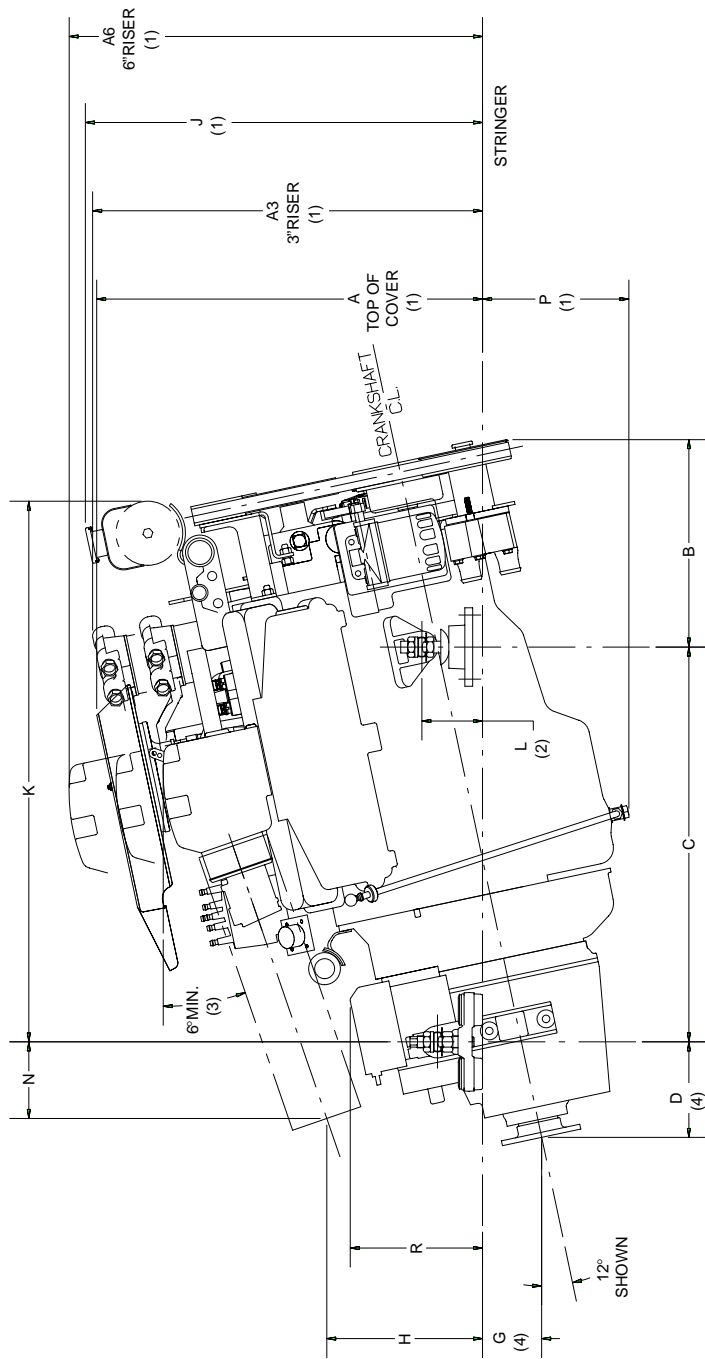 A6
6"RISER
(1)
J
(1)
A3
3"RISER
(1)
A
TOP OF
COVER
(1)
STRINGER
P
(1)
CRANKSHAFT
C.L.
K
N
B
L
(2)
C
6°MIN.
(3)
D
(4)
R
H
G
(4)
12°
SHOWN